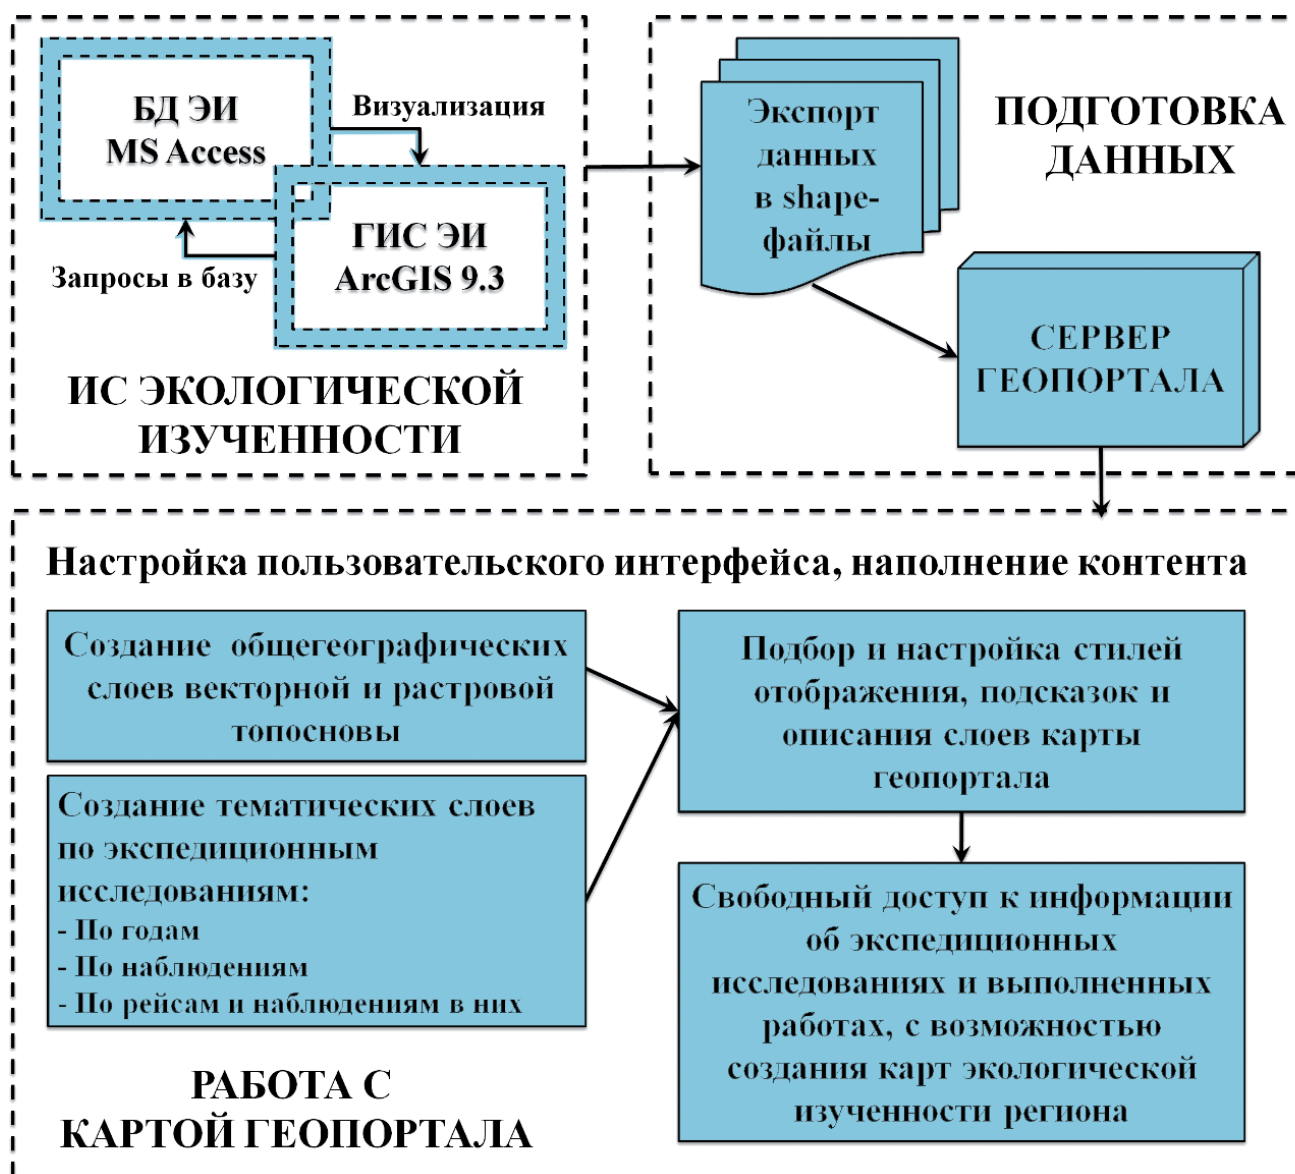 БД ЭИ
MS Access
Визуализация
ГИС ЭИ
ArcGIS 9.3
Запросы в базу
ИС ЭКОЛОГИЧЕСКОЙ
ИЗУЧЕННОСТИ
Экспорт
данных
в shape-
файлы
ПОДГОТОВКА
ДАННЫХ
СЕРВЕР
ГЕОПОРТАЛА
Настройка пользовательского интерфейса, наполнение контента
Создание общегеографических
слоев векторной и растровой
топосновы
Создание тематических слоев
по экспедиционным
исследованиям:
- По годам
- По наблюдениям
- По рейсам и наблюдениям в них
Подбор и настройка стилей
отображения, подсказок и
описания слоев карты
геопортала
Свободный доступ к информации
об экспедиционных
исследованиях и выполненных
работах, с возможностью
создания карт экологической
изученности региона
РАБОТА С
КАРТОЙ ГЕОПОРТАЛА